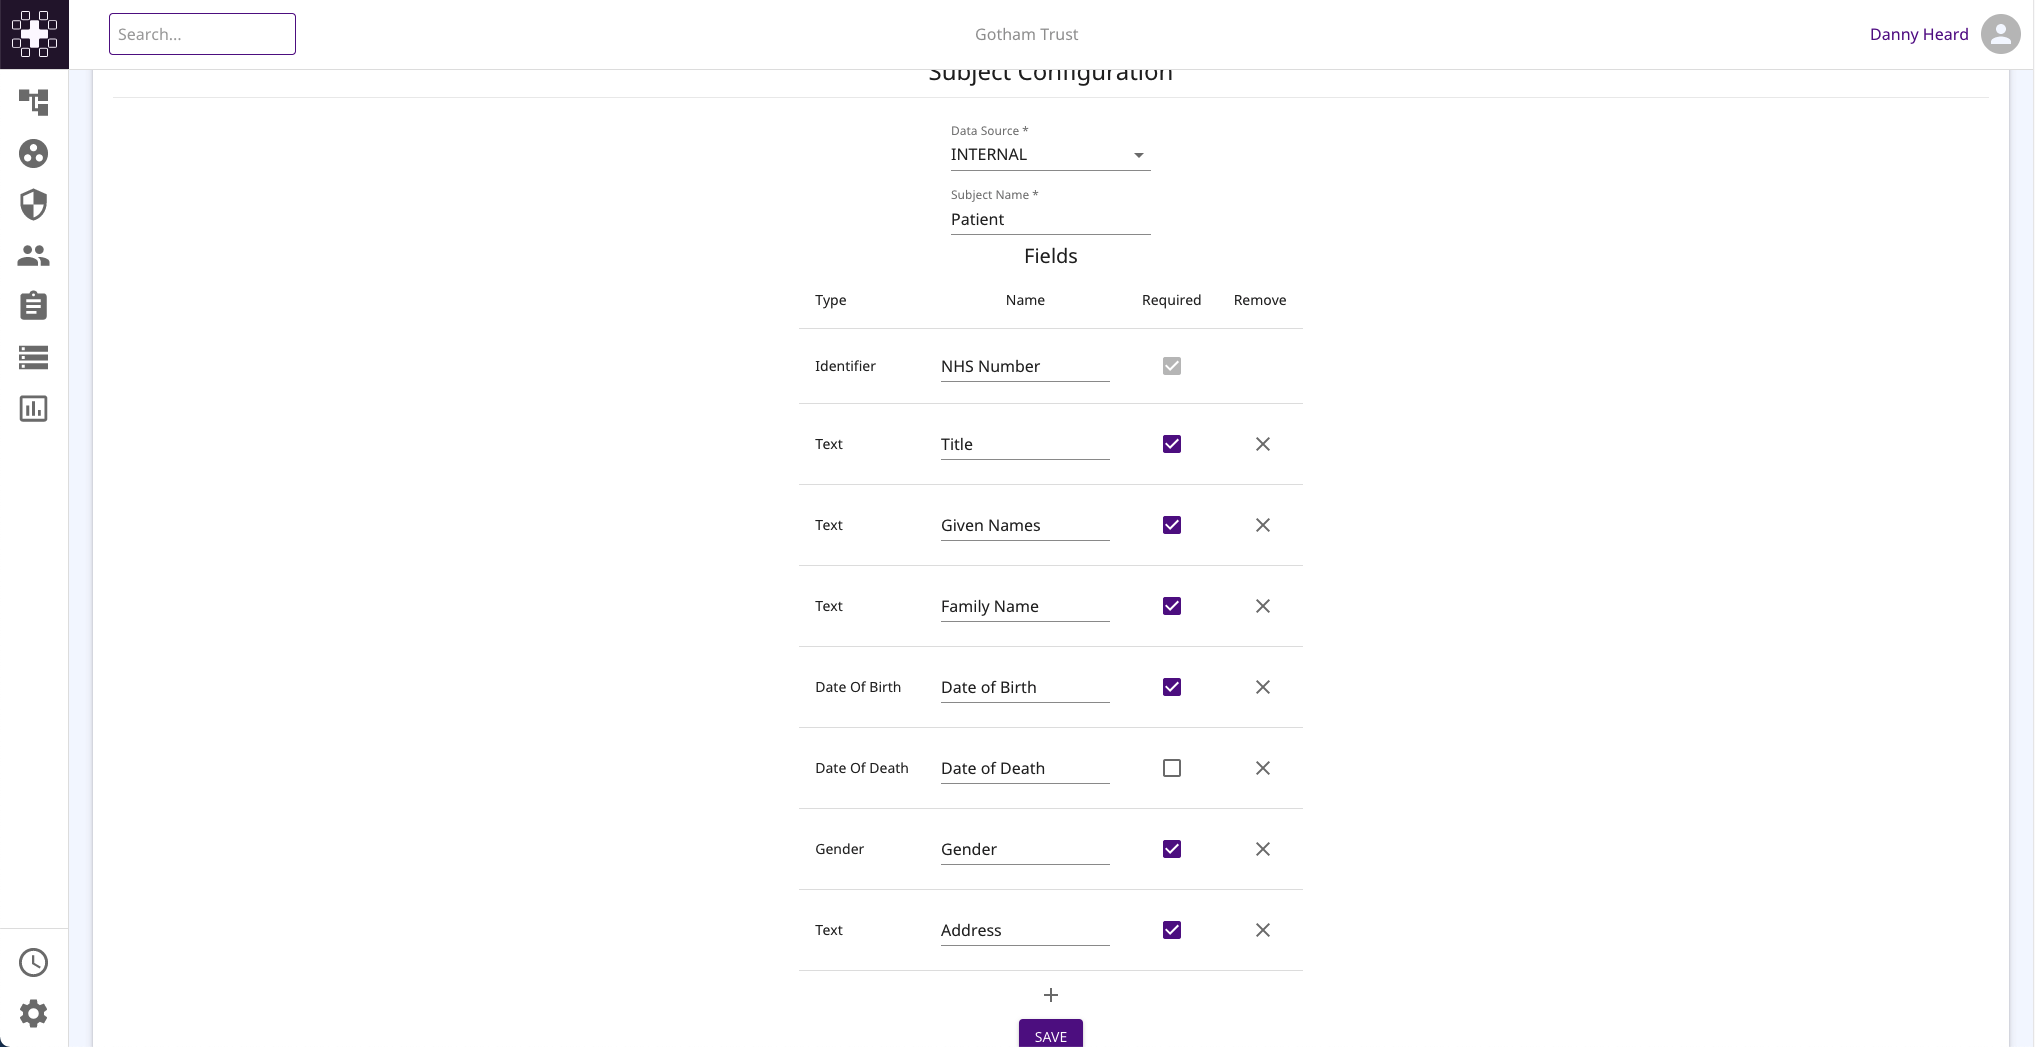 Search...
Gotham Trust
Danny Heard
Subject Configuration
Data Source *
INTERNAL
Subject Name *
Patient
Fields
Type Name Required Remove
Identifier NHS Number
Text Title
Text Given Names
Text Family Name
Date Of Birth Date of Birth
Date Of Death Date of Death
Gender Gender
Text Address
SAVE